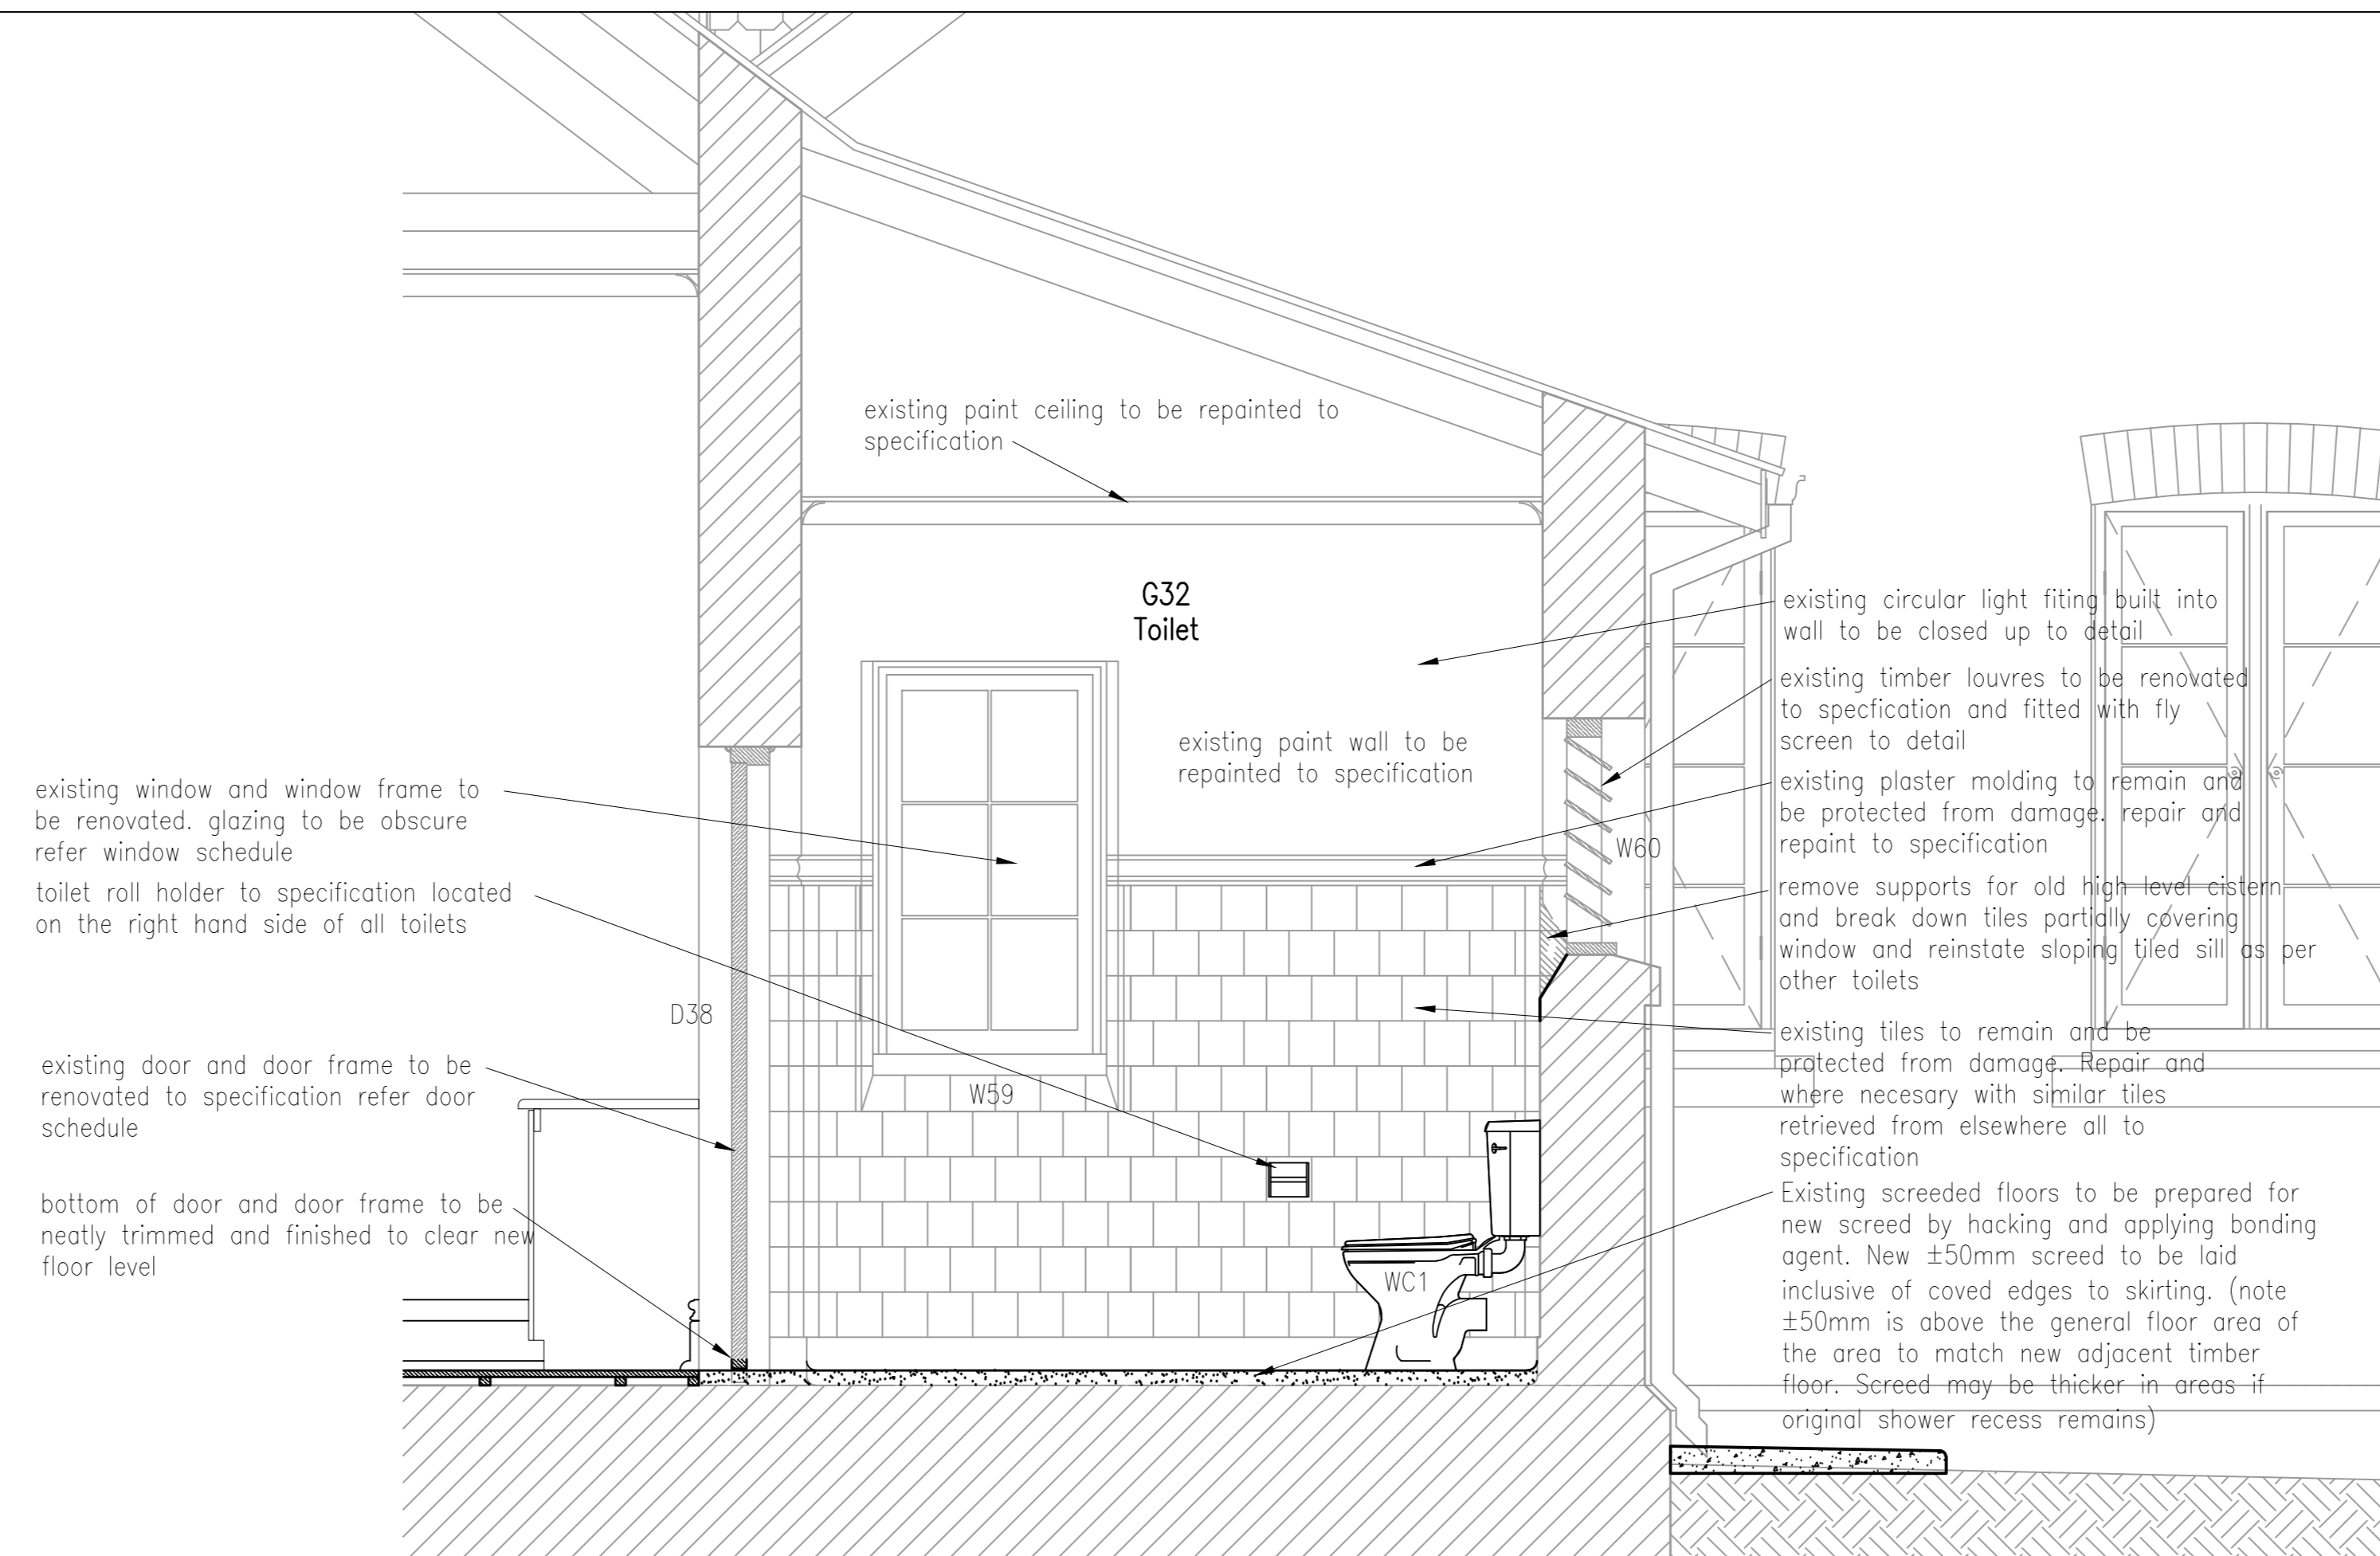 existing paint ceiling to be repainted to
specification
G32
Toilet
existing paint wall to be
repainted to specification
existing window and window frame to
be renovated. glazing to be obscure
refer window schedule
toilet roll holder to specification located
on the right hand side of all toilets
D38
existing door and door frame to be
renovated to specification refer door
schedule
bottom of door and door frame to be
neatly trimmed and finished to clear new
floor level
W59
WC1
W60
existing circular light fiting built into
wall to be closed up to detail
existing timber louvres to be renovated
to specfication and fitted with fly
screen to detail
existing plaster molding to remain and
be protected from damage. repair and
repaint to specification
remove supports for old high level cistern
and break down tiles partially covering
window and reinstate sloping tiled sill as per
other toilets
existing tiles to remain and be
protected from damage. Repair and
where necesary with similar tiles
retrieved from elsewhere all to
specification
Existing screeded floors to be prepared for
new screed by hacking and applying bonding
agent. New ±50mm screed to be laid
inclusive of coved edges to skirting. (note
±50mm is above the general floor area of
the area to match new adjacent timber
floor. Screed may be thicker in areas if
original shower recess remains)